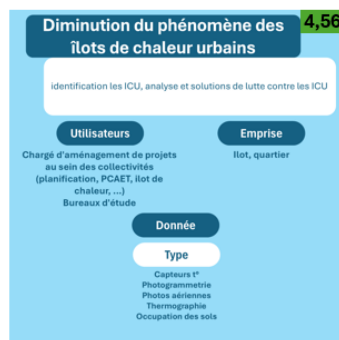 Diminution du phénomène des
îlots de chaleur urbains
4,56
identification les ICU, analyse et solutions de lutte contre les ICU
Utilisateurs
Chargé d'aménagement de projets
au sein des collectivités
(planification, PCAET, ilot de
chaleur, ...)
Bureaux d'étude
Emprise
Ilot, quartier
Donnée
Type
Capteurs t°
Photogrammetrie
Photos aériennes
Thermographie
Occupation des sols